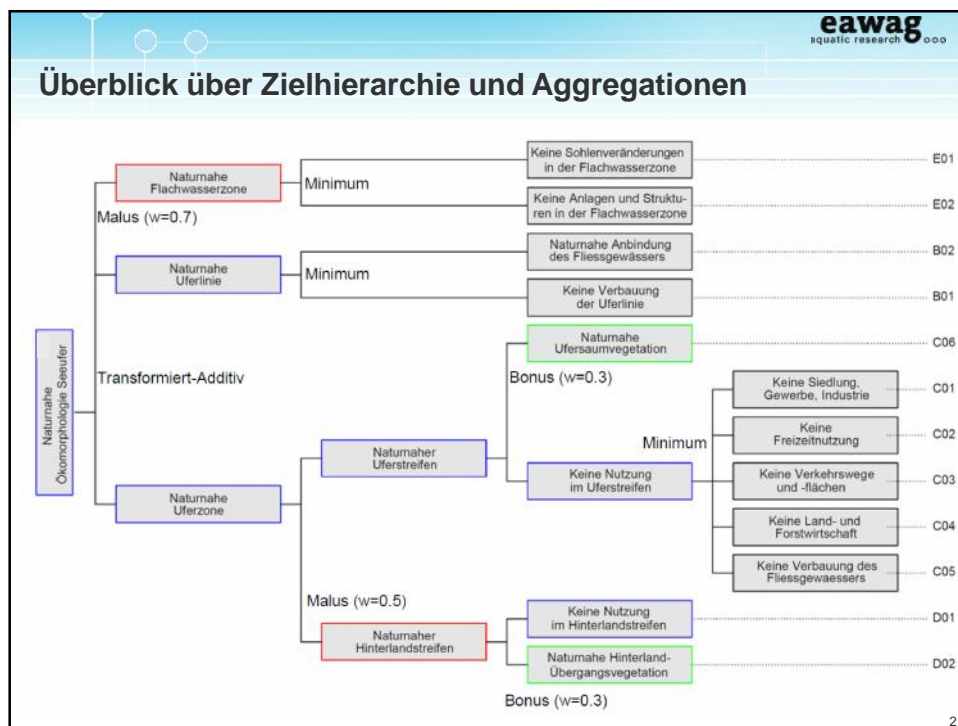 eawag
aquatic research
Überblick über Zielhierarchie und Aggregationen
Naturnahe
Ökomorphologie Seeufer
Naturnahe
Flachwasserzone
Malus (w=0.7)
Minimum
Keine Sohlenveränderungen
in der Flachwasserzone
E01
Keine Anlagen und Struktu-
ren in der Flachwasserzone
E02
Naturnahe
Uferlinie
Minimum
Naturnahe Anbindung
des Fliessgewässers
B02
Keine Verbauung
der Uferlinie
B01
Transformiert-Additiv
Naturnahe
Uferzone
Naturnaher
Uferstreifen
Naturnahe
Ufersaumvegetation
C06
Bonus (w=0.3)
Keine Nutzung
im Uferstreifen
Minimum
Keine Siedlung,
Gewerbe, Industrie
C01
Keine
Freizeitnutzung
C02
Keine Verkehrswege
und -flächen
C03
Keine Land- und
Forstwirtschaft
C04
Keine Verbauung des
Fliessgewaessers
C05
Malus (w=0.5)
Naturnaher
Hinterlandstreifen
Keine Nutzung
im Hinterlandstreifen
D01
Naturnahe Hinterland-
Übergangsvegetation
D02
Bonus (w=0.3)
2